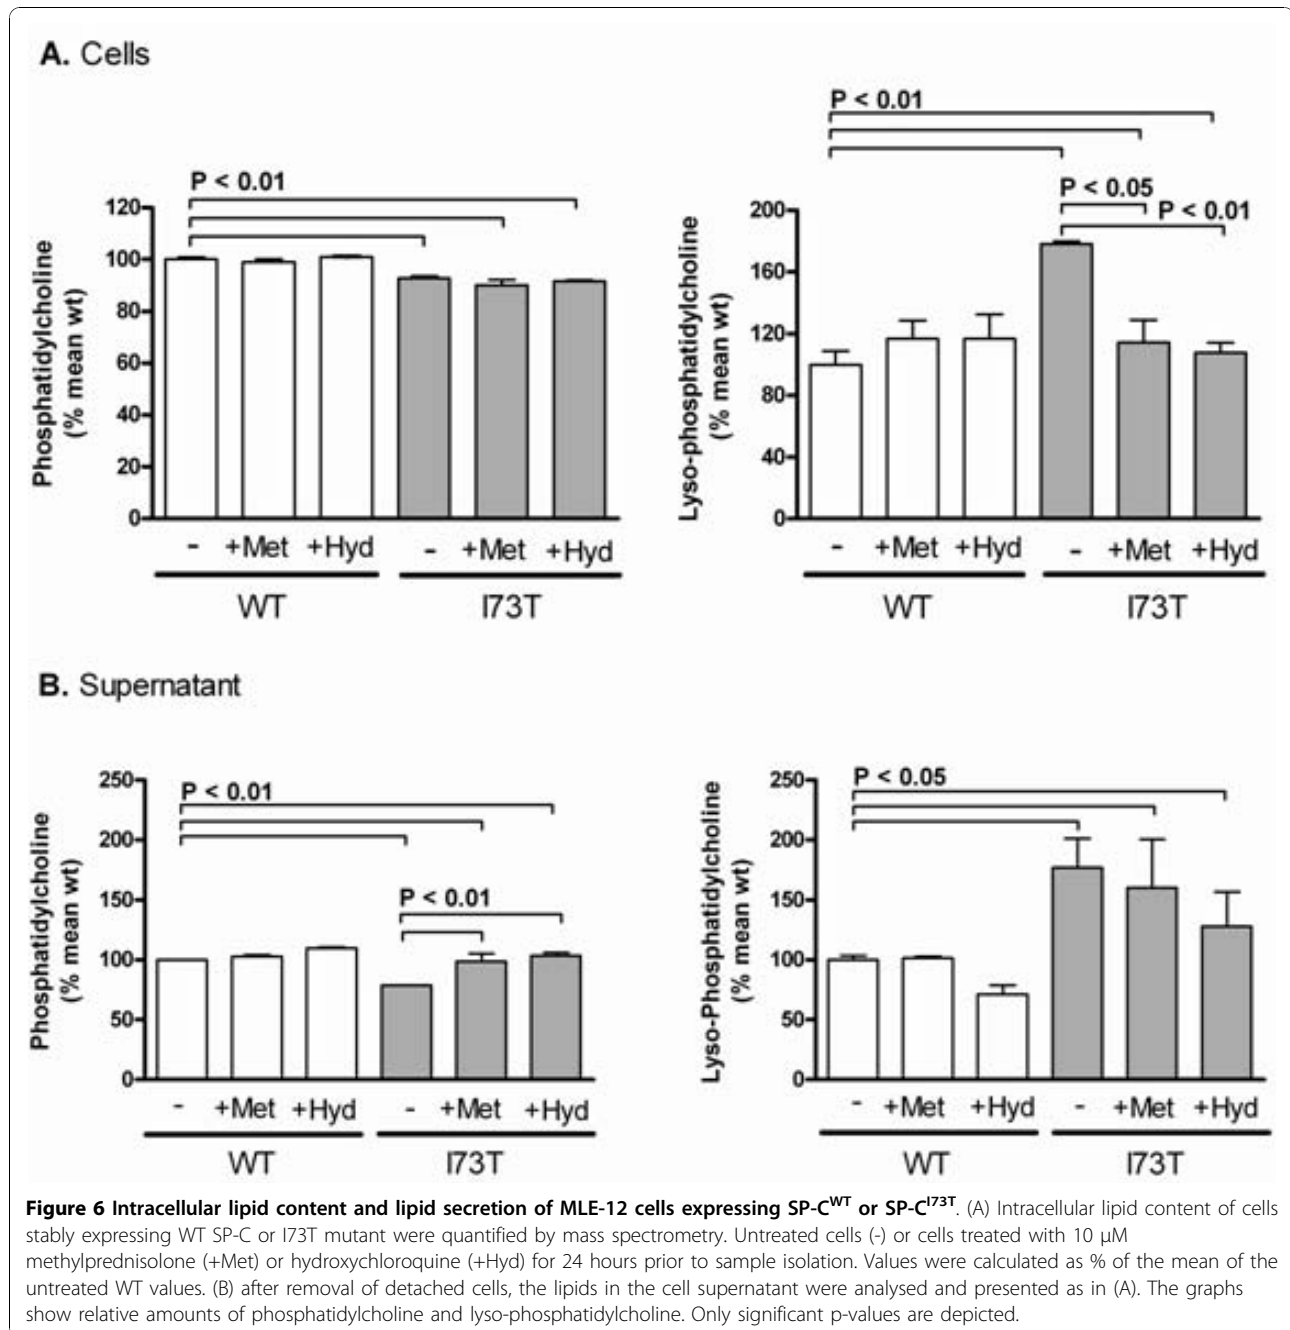 A. Cells
P < 0.01
120
100
80
60
40
20
0
Phosphatidylcholine
(% mean wt)
- +Met +Hyd - +Met +Hyd
WT I73T
P < 0.01
P < 0.05
P < 0.01
200
160
120
80
40
0
Lyso-phosphatidylcholine
(% mean wt)
- +Met +Hyd - +Met +Hyd
WT I73T
B. Supernatant
250
200
150
100
50
0
P < 0.01
P < 0.01
Phosphatidylcholine
(% mean wt)
- +Met +Hyd - +Met +Hyd
WT I73T
250
200
150
100
50
0
P < 0.05
Lyso-Phosphatidylcholine
(% mean wt)
- +Met +Hyd - +Met +Hyd
WT I73T
Figure 6 Intracellular lipid content and lipid secretion of MLE-12 cells expressing SP-C^WT or SP-C^I73T. (A) Intracellular lipid content of cells
stably expressing WT SP-C or I73T mutant were quantified by mass spectrometry. Untreated cells (-) or cells treated with 10 μM
methylprednisolone (+Met) or hydroxychloroquine (+Hyd) for 24 hours prior to sample isolation. Values were calculated as % of the mean of the
untreated WT values. (B) after removal of detached cells, the lipids in the cell supernatant were analysed and presented as in (A). The graphs
show relative amounts of phosphatidylcholine and lyso-phosphatidylcholine. Only significant p-values are depicted.